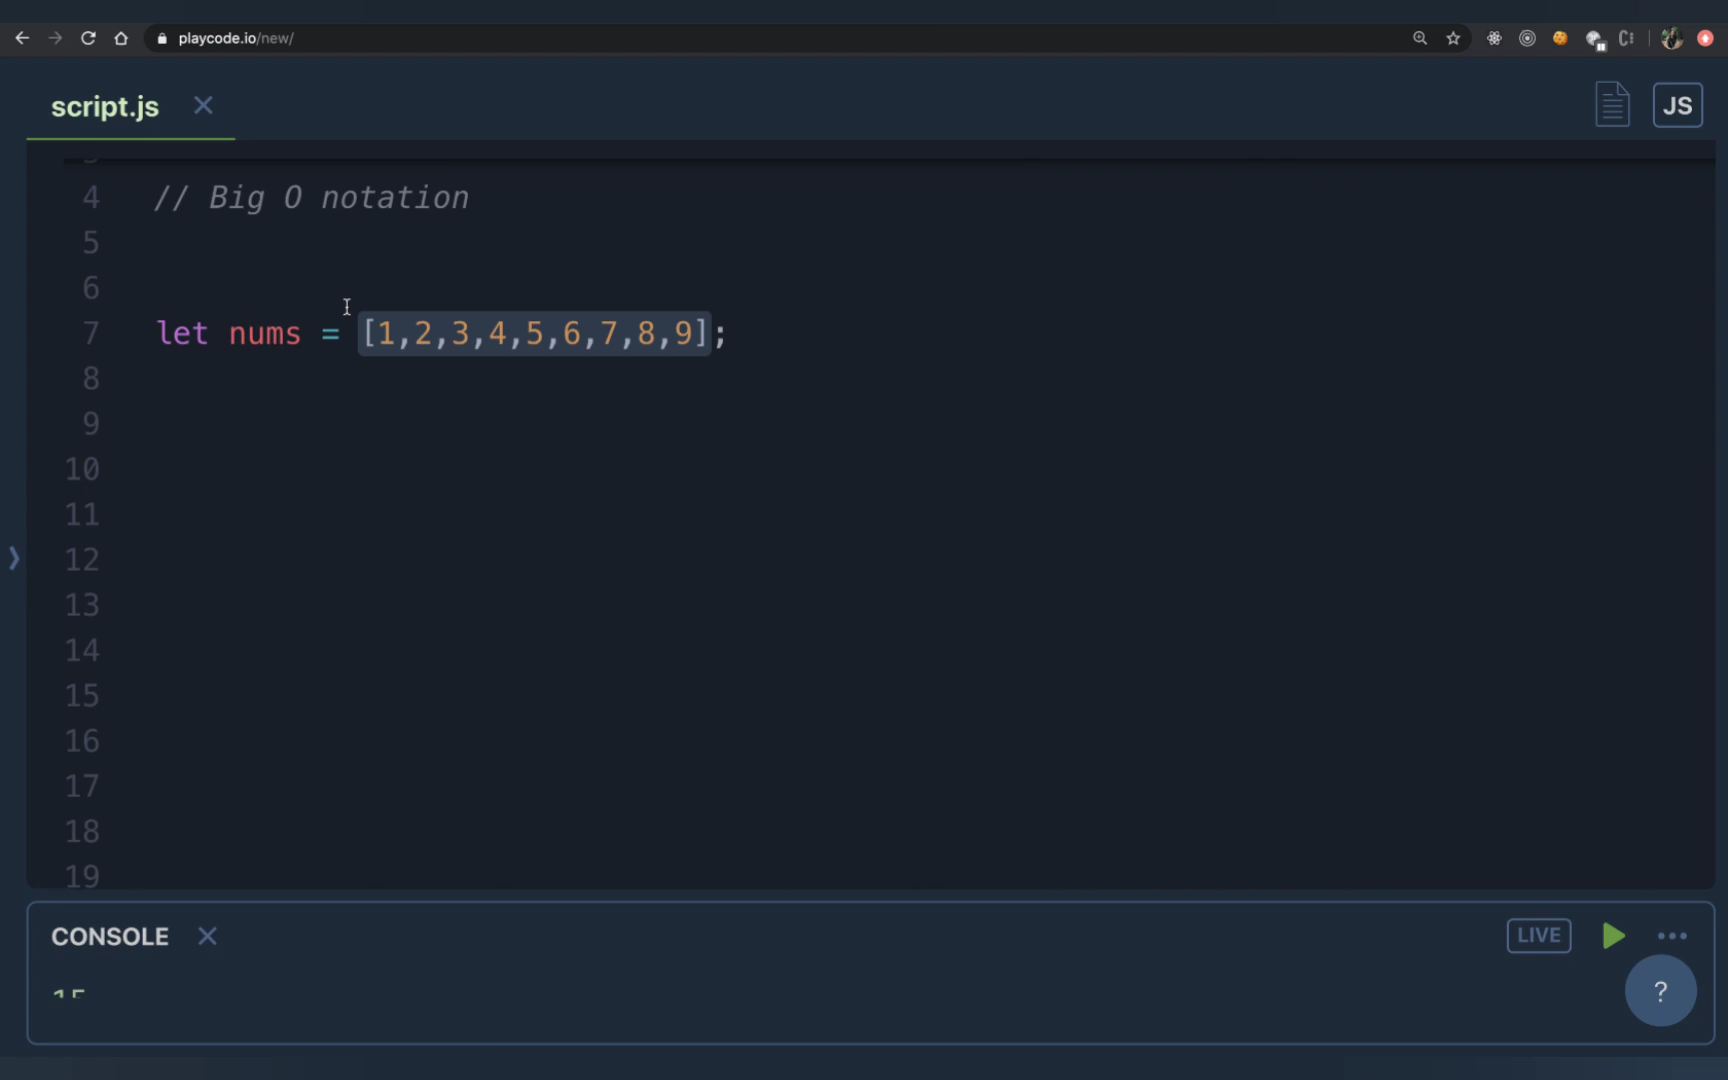 playcode.io/new/
script.js
JS
4 // Big O notation
5
6
7 let nums = [1,2,3,4,5,6,7,8,9];
8
9
10
11
12
13
14
15
16
17
18
19
CONSOLE
LIVE
?